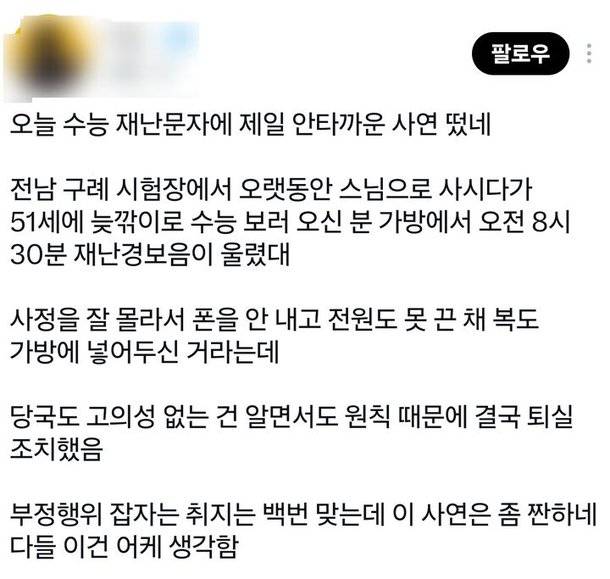 팔로우
오늘 수능 재난문자에 제일 안타까운 사연 떴네
전남 구례 시험장에서 오랫동안 스님으로 사시다가
51세에 늦깎이로 수능 보러 오신 분 가방에서 오전 8시
30분 재난경보음이 울렸대
사정을 잘 몰라서 폰을 안 내고 전원도 못 끈 채 복도
가방에 넣어두신 거라는데
당국도 고의성 없는 건 알면서도 원칙 때문에 결국 퇴실
조치했음
부정행위 잡자는 취지는 백번 맞는데 이 사연은 좀 짠하네
다들 이건 어케 생각함